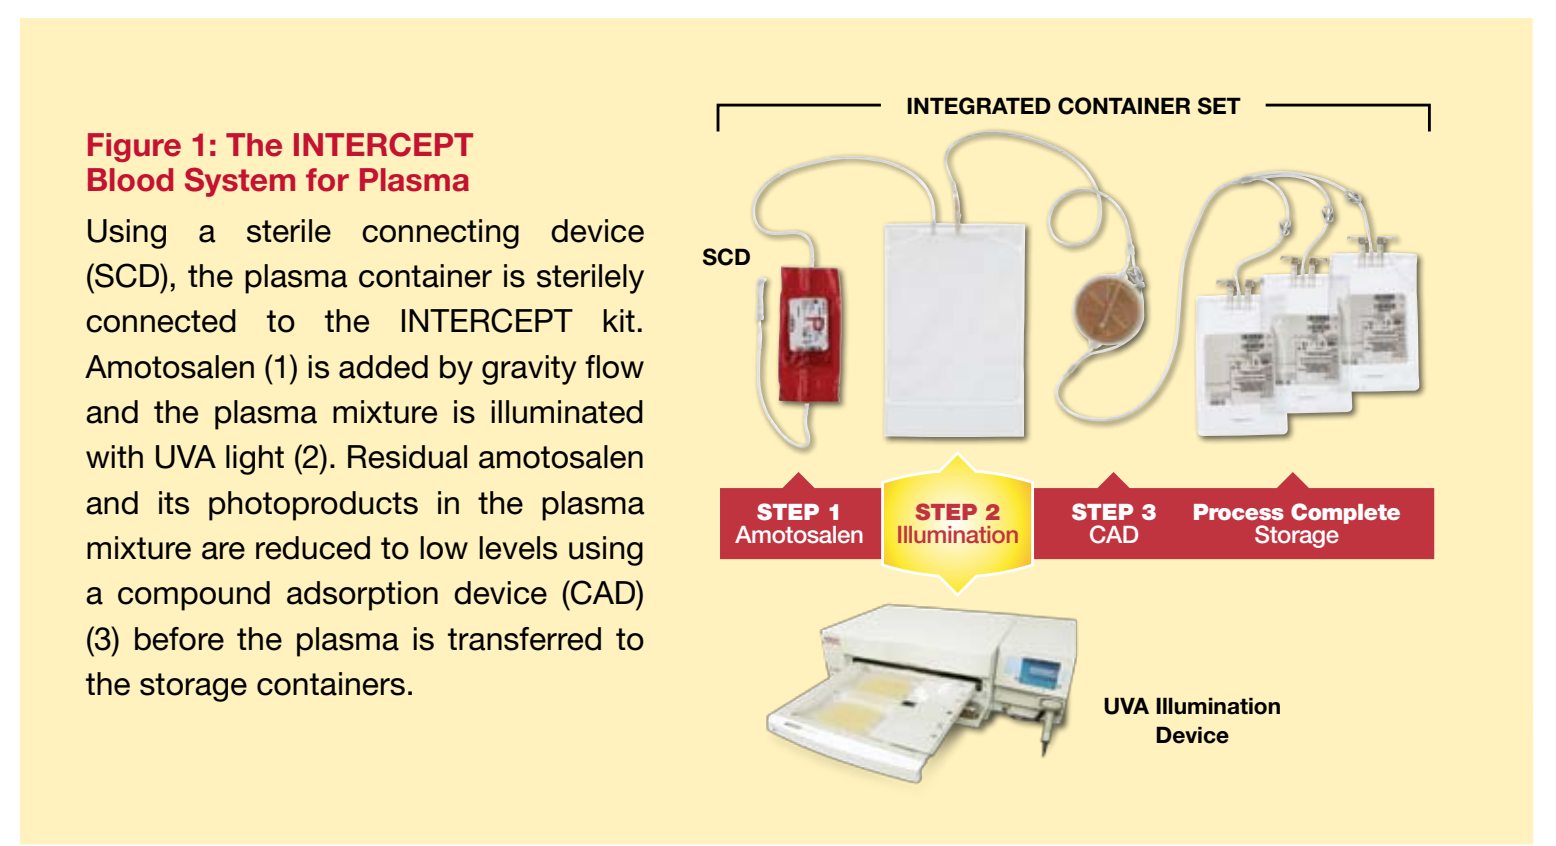 Figure 1: The INTERCEPT
Blood System for Plasma
Using a sterile connecting device
(SCD), the plasma container is sterilely
connected to the INTERCEPT kit.
Amotosalen (1) is added by gravity flow
and the plasma mixture is illuminated
with UVA light (2). Residual amotosalen
and its photoproducts in the plasma
mixture are reduced to low levels using
a compound adsorption device (CAD)
(3) before the plasma is transferred to
the storage containers.
INTEGRATED CONTAINER SET
SCD
P
STEP 1
Amotosalen
STEP 2
Illumination
STEP 3
CAD
Process Complete
Storage
UVA Illumination
Device